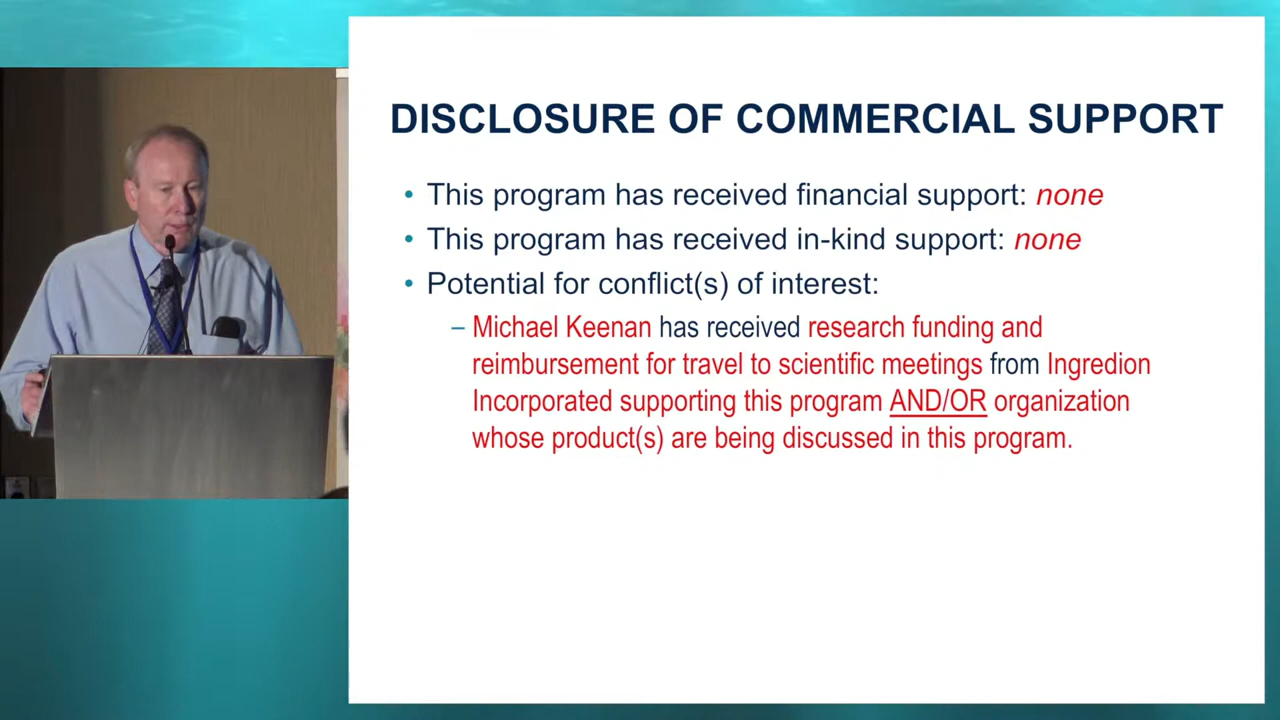 DISCLOSURE OF COMMERCIAL SUPPORT
• This program has received financial support: none
• This program has received in-kind support: none
• Potential for conflict(s) of interest:
– Michael Keenan has received research funding and
reimbursement for travel to scientific meetings from Ingredion
Incorporated supporting this program AND/OR organization
whose product(s) are being discussed in this program.